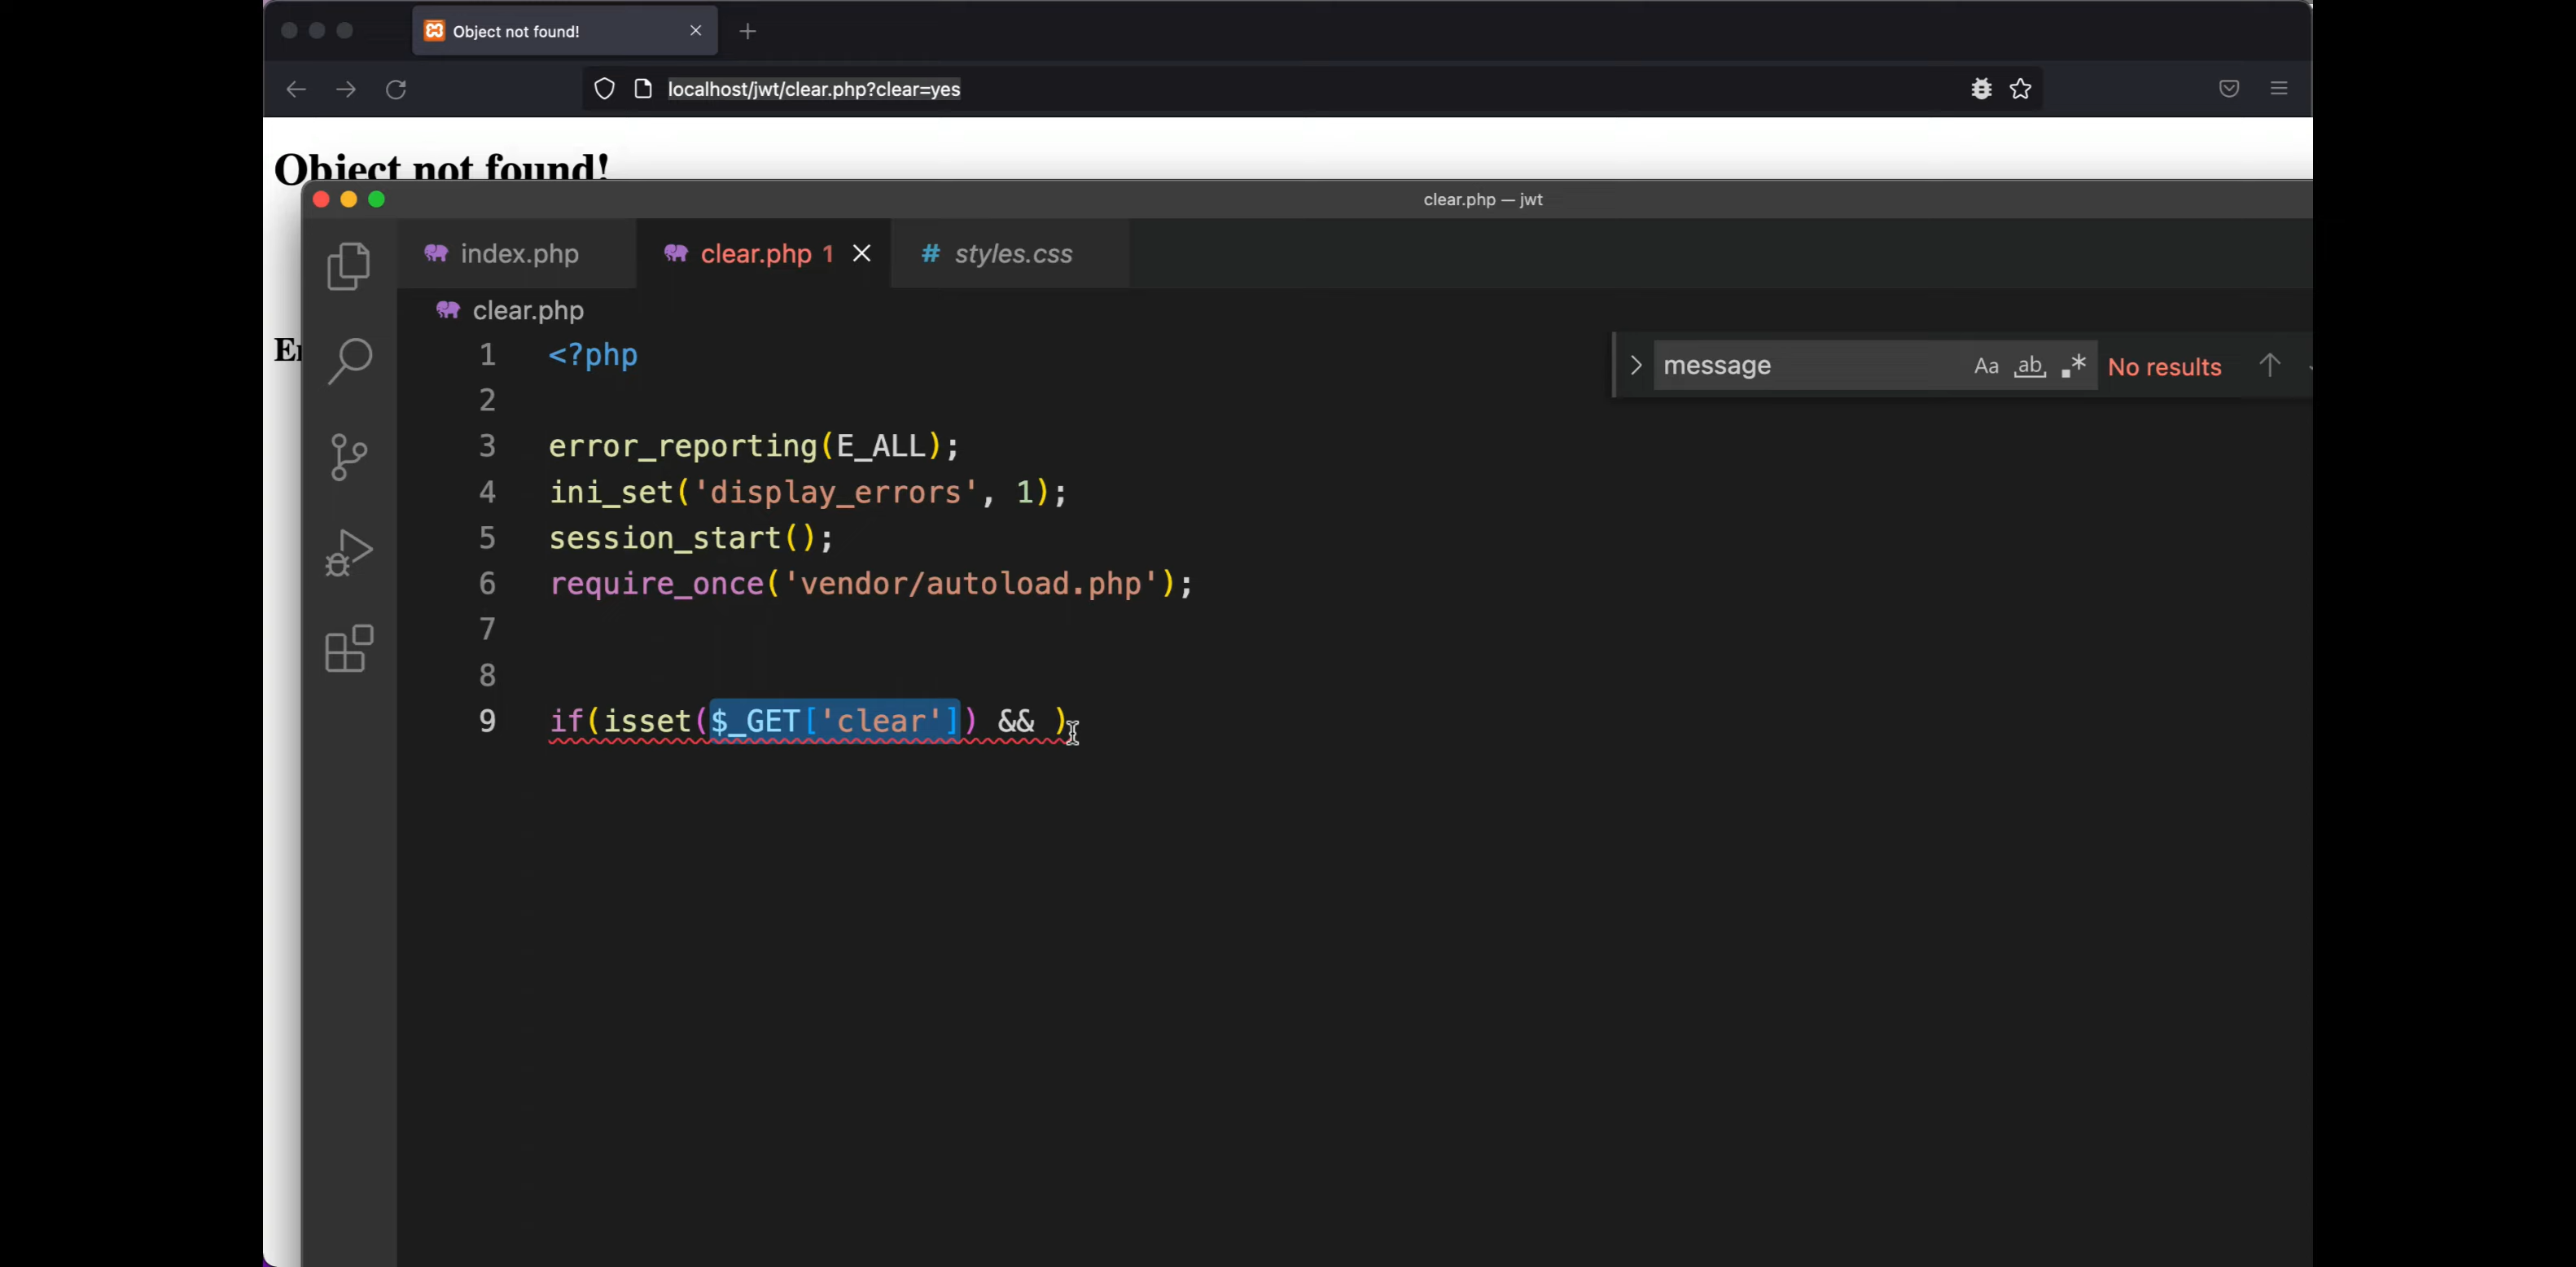 Object not found!
localhost/jwt/clear.php?clear=yes
Object not found!
clear.php — jwt
index.php
clear.php 1
# styles.css
clear.php
message
Aa ab .*
No results
1 <?php
2
3 error_reporting(E_ALL);
4 ini_set('display_errors', 1);
5 session_start();
6 require_once('vendor/autoload.php');
7
8
9 if(isset($_GET['clear']) && )